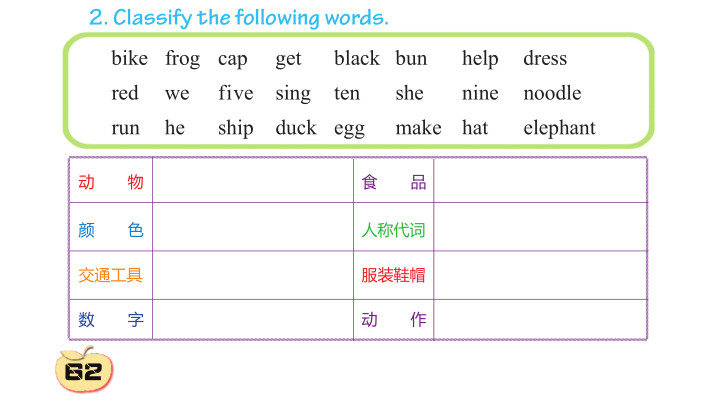 2. Classify the following words.
bike frog cap get black bun help dress
red we five sing ten she nine noodle
run he ship duck egg make hat elephant
动 物 食 品
颜 色 人称代词
交通工具 服装鞋帽
数 字 动 作
62